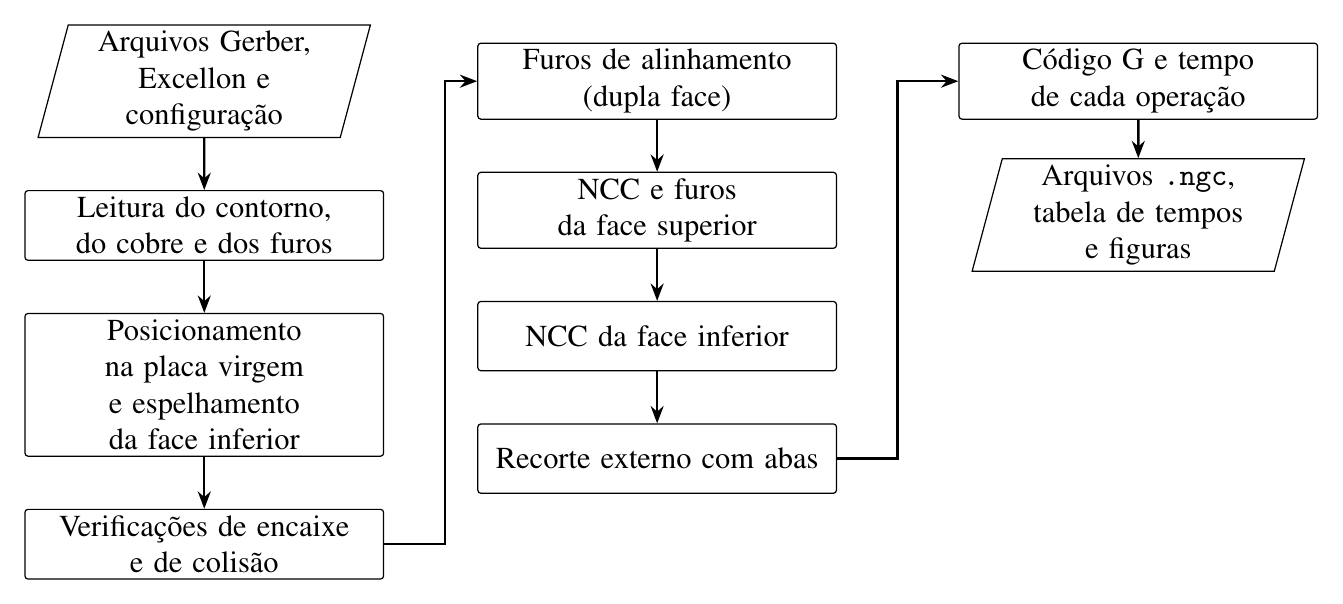 Arquivos Gerber,
Excellon e
configuração
Leitura do contorno,
do cobre e dos furos
Posicionamento
na placa virgem
e espelhamento
da face inferior
Verificações de encaixe
e de colisão
Furos de alinhamento
(dupla face)
NCC e furos
da face superior
NCC da face inferior
Recorte externo com abas
Código G e tempo
de cada operação
Arquivos .ngc,
tabela de tempos
e figuras